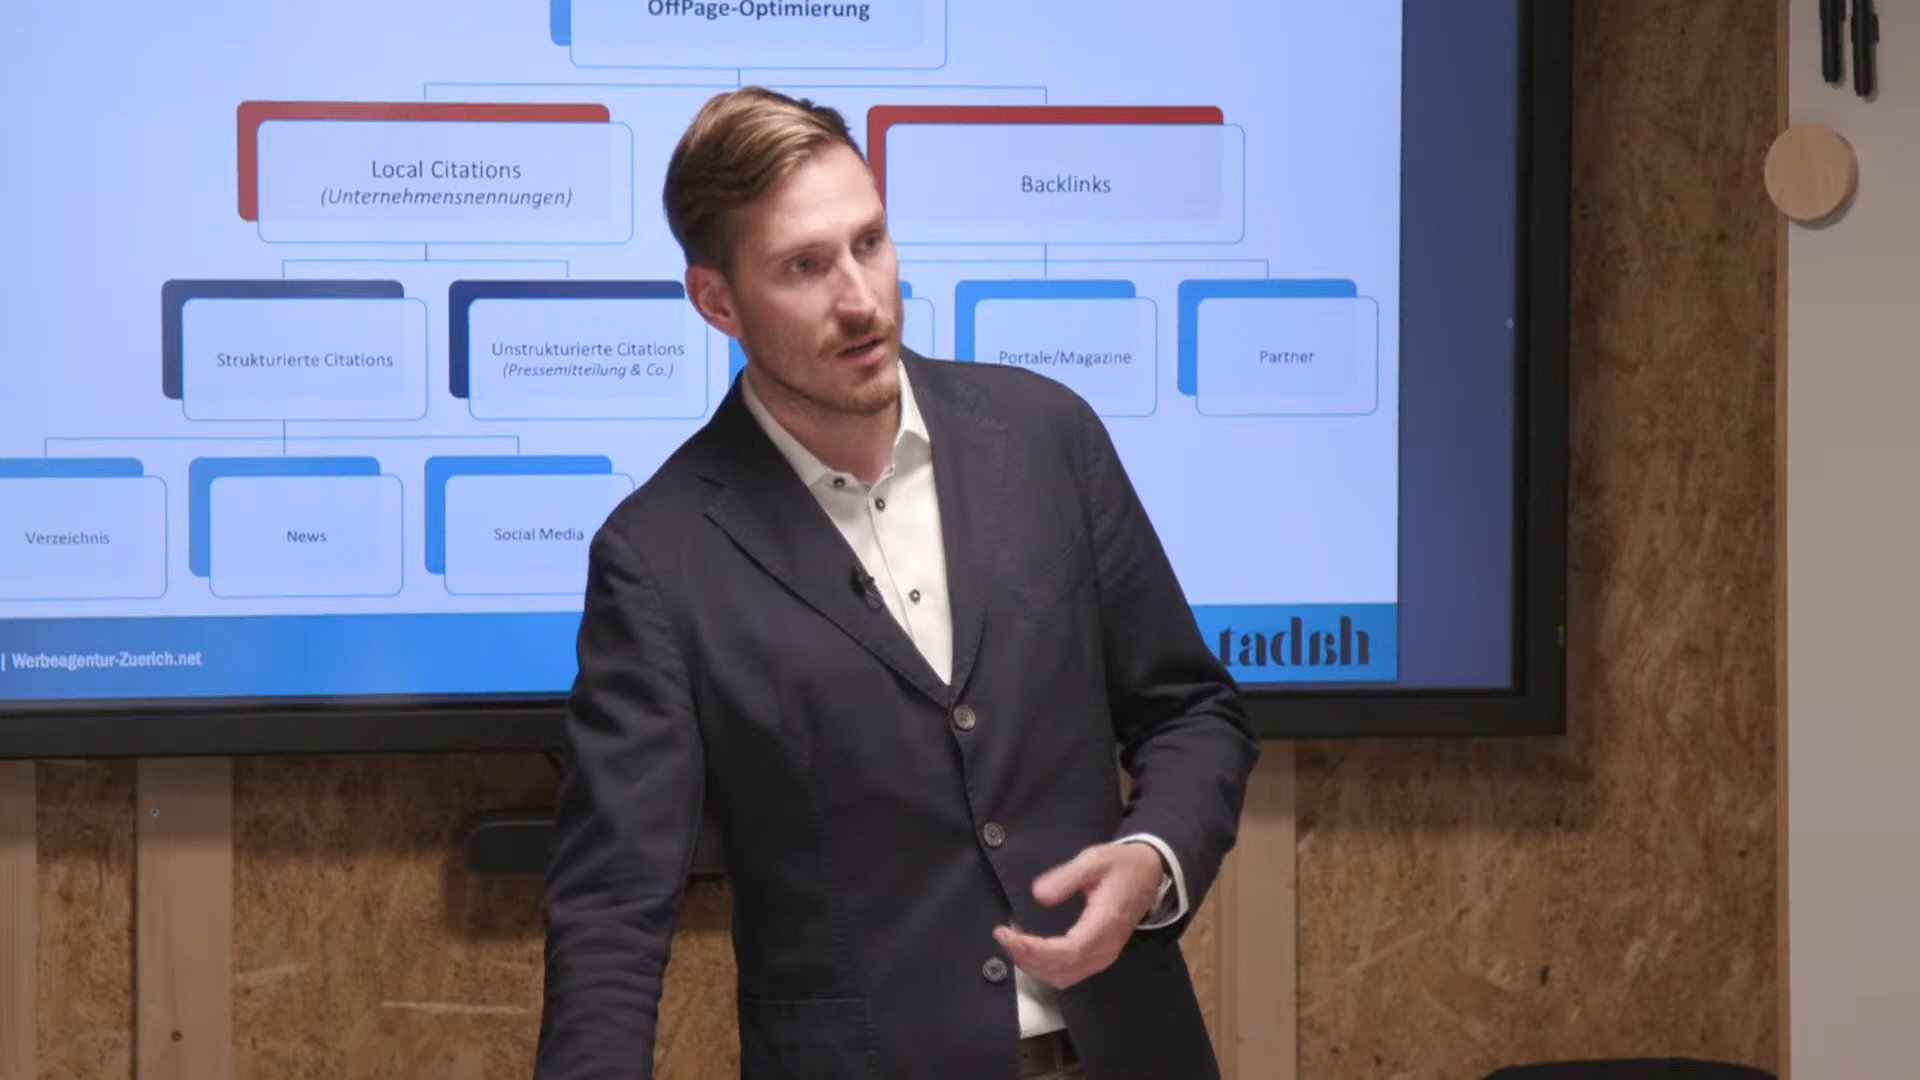 OffPage-Optimierung
Local Citations
(Unternehmensnennungen)
Backlinks
Strukturierte Citations
Unstrukturierte Citations
(Pressemitteilung & Co.)
Portale/Magazine
Partner
Verzeichnis
News
Social Media
| Werbeagentur-Zuerich.net